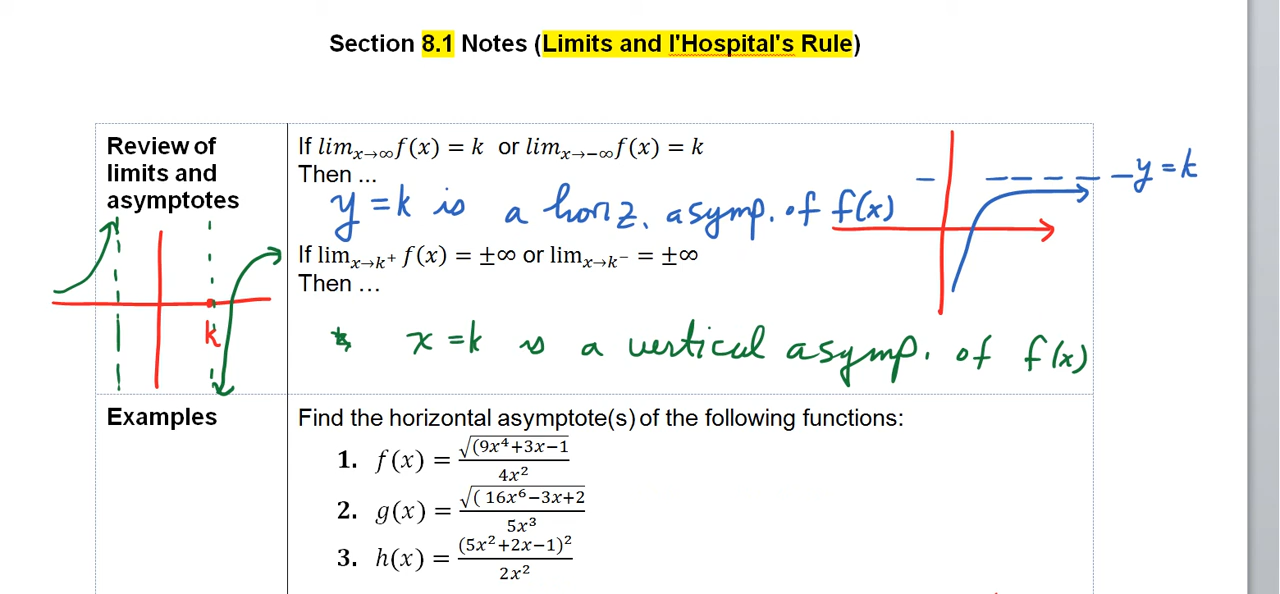 Section 8.1 Notes (Limits and l'Hospital's Rule)
Review of
limits and
asymptotes
k
If lim_{x→∞} f(x) = k or lim_{x→−∞} f(x) = k
Then ...
y = k is a horiz. asymp. of f(x)
y = k
If lim_{x→k⁺} f(x) = ±∞ or lim_{x→k⁻} = ±∞
Then …
* x = k is a vertical asymp. of f(x)
Examples
Find the horizontal asymptote(s) of the following functions:
1. f(x) = √(9x⁴+3x−1 / 4x²
2. g(x) = √( 16x⁶−3x+2 / 5x³
3. h(x) = (5x²+2x−1)² / 2x²